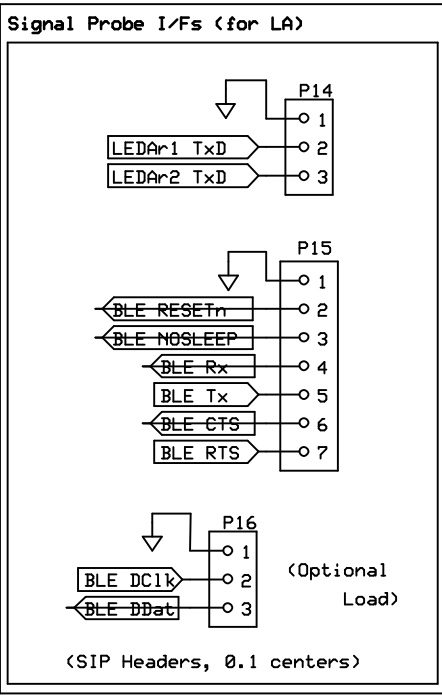 Signal Probe I/Fs (for LA)
P14
1
LEDAr1 TxD 2
LEDAr2 TxD 3
P15
1
BLE RESETn 2
BLE NOSLEEP 3
BLE Rx 4
BLE Tx 5
BLE CTS 6
BLE RTS 7
P16
1
BLE DClk 2
BLE DDat 3
(Optional
Load)
(SIP Headers, 0.1 centers)